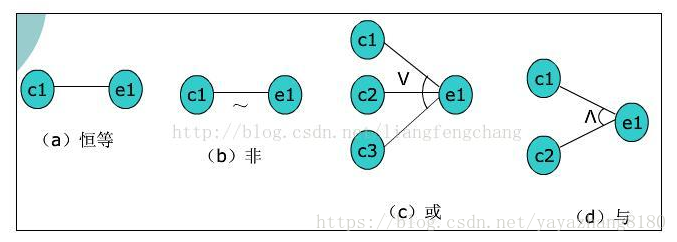 c1 e1
(a)恒等
c1 ~ e1
(b)非
c1
c2 V e1
c3
(c)或
c1
Λ e1
c2
(d)与
http://blog.csdn.net/liangfengchang
https://blog.csdn.net/yayazhang8180